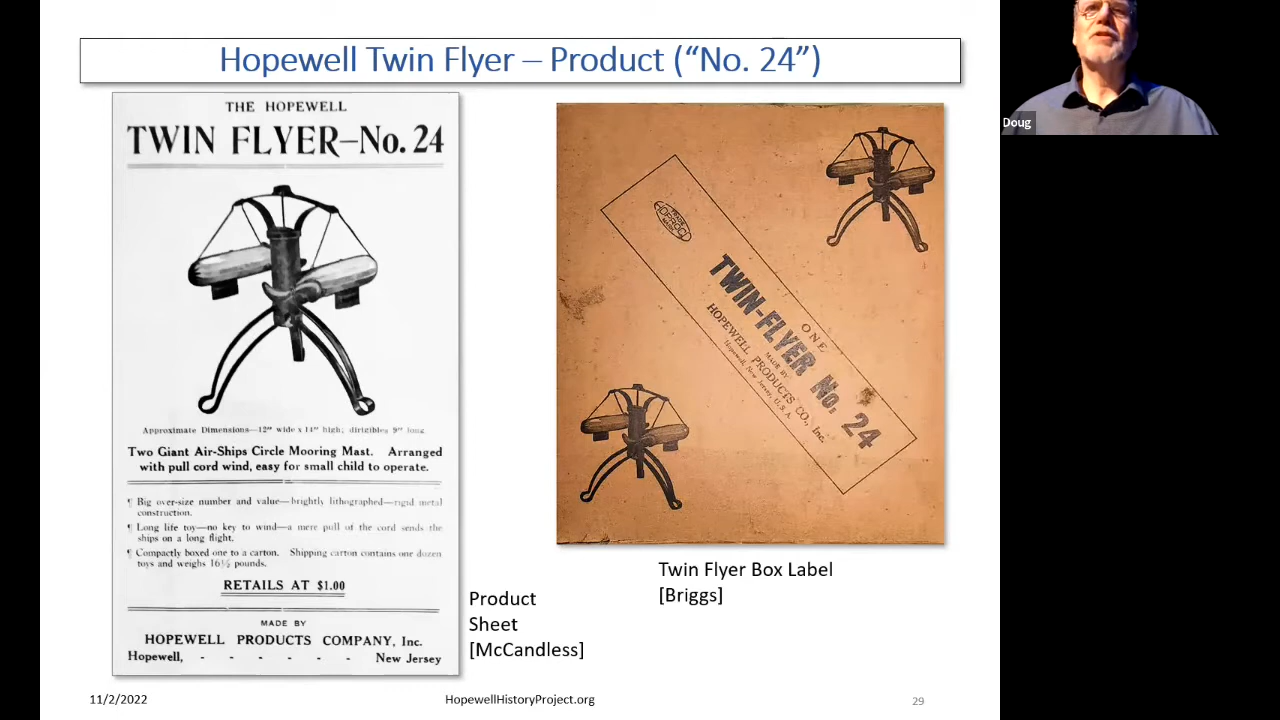 Hopewell Twin Flyer – Product (“No. 24”)
THE HOPEWELL
TWIN FLYER—No. 24
Approximate Dimensions—12" wide x 14" high; dirigibles 9" long.
Two Giant Air-Ships Circle Mooring Mast. Arranged
with pull cord wind, easy for small child to operate.
¶ Big over-size number and value—brightly lithographed—rigid metal
construction.
¶ Long life toy—no key to wind—a mere pull of the cord sends the
ships on a long flight.
¶ Compactly boxed one to a carton. Shipping carton contains one dozen
toys and weighs 16½ pounds.
RETAILS AT $1.00
MADE BY
HOPEWELL PRODUCTS COMPANY, Inc.
Hopewell, - - - - - - New Jersey
Product
Sheet
[McCandless]
TRADE
HOPROCO
MARK
ONE
TWIN-FLYER No. 24
MADE BY
HOPEWELL PRODUCTS CO., Inc.
Hopewell, New Jersey, U.S.A.
Twin Flyer Box Label
[Briggs]
Doug
11/2/2022
HopewellHistoryProject.org
29